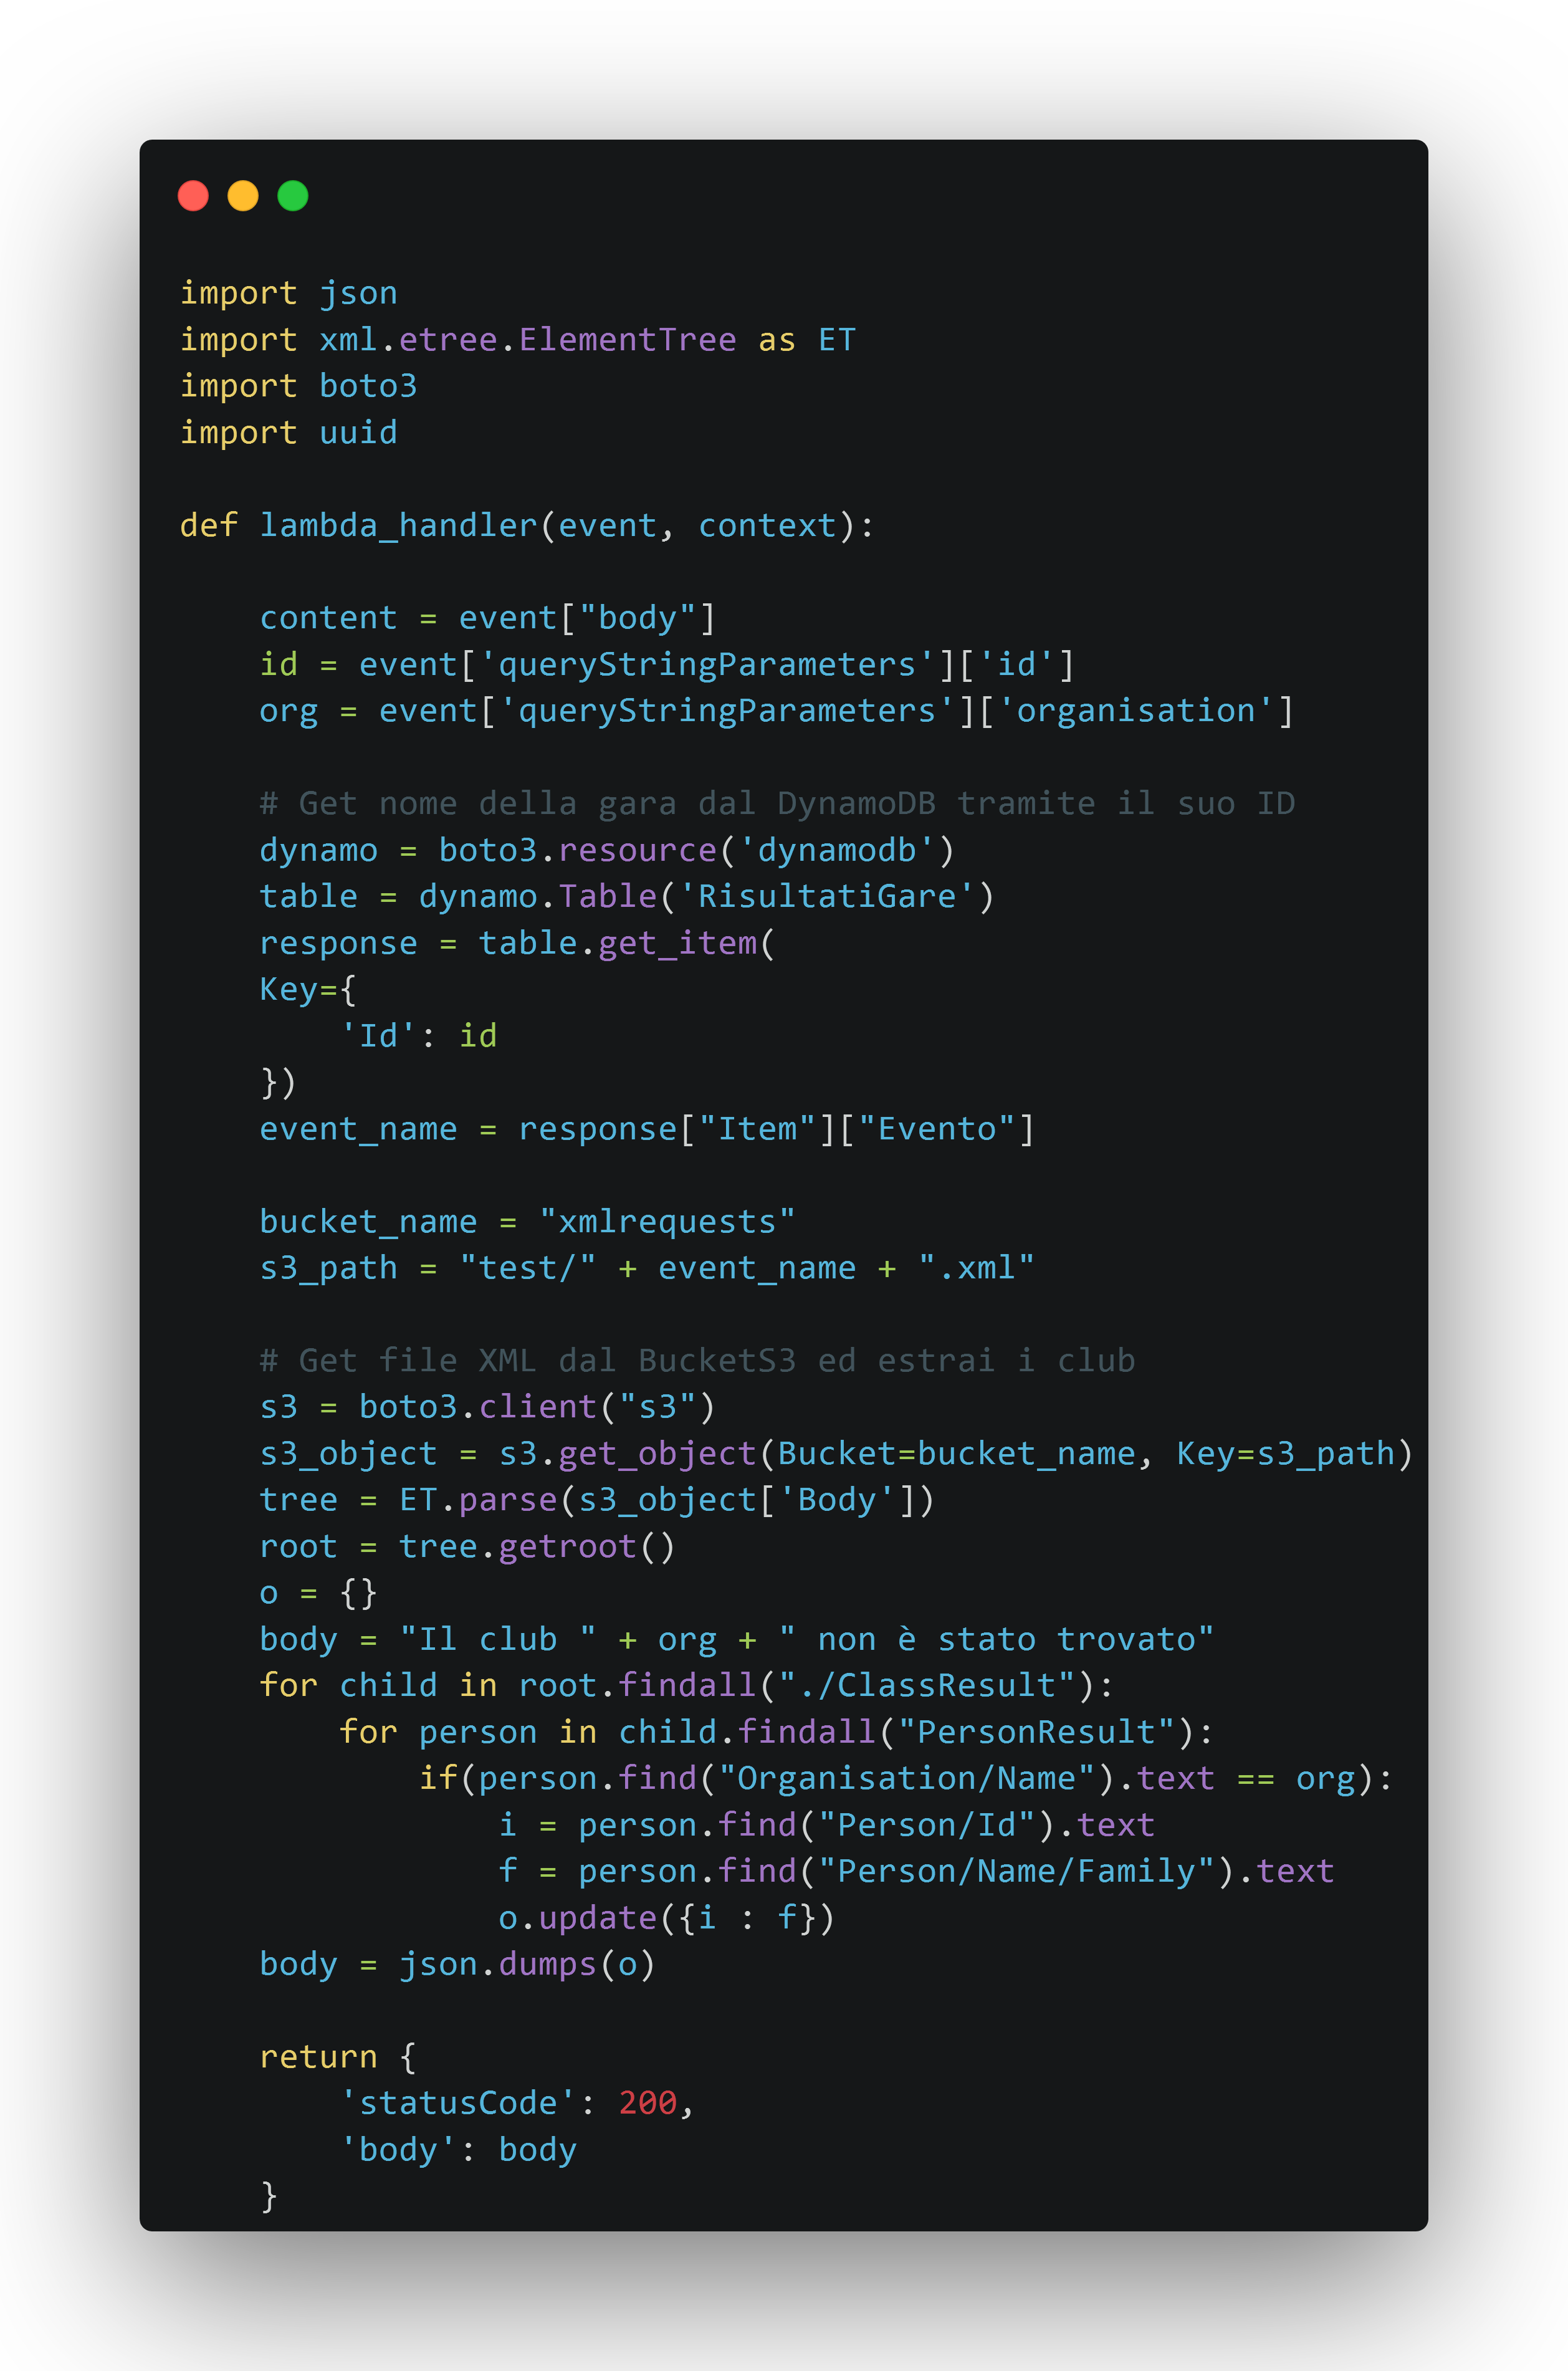 import json
import xml.etree.ElementTree as ET
import boto3
import uuid
def lambda_handler(event, context):
    content = event["body"]
    id = event['queryStringParameters']['id']
    org = event['queryStringParameters']['organisation']
    # Get nome della gara dal DynamoDB tramite il suo ID
    dynamo = boto3.resource('dynamodb')
    table = dynamo.Table('RisultatiGare')
    response = table.get_item(
    Key={
        'Id': id
    })
    event_name = response["Item"]["Evento"]
    bucket_name = "xmlrequests"
    s3_path = "test/" + event_name + ".xml"
    # Get file XML dal BucketS3 ed estrai i club
    s3 = boto3.client("s3")
    s3_object = s3.get_object(Bucket=bucket_name, Key=s3_path)
    tree = ET.parse(s3_object['Body'])
    root = tree.getroot()
    o = {}
    body = "Il club " + org + " non è stato trovato"
    for child in root.findall("./ClassResult"):
        for person in child.findall("PersonResult"):
            if(person.find("Organisation/Name").text == org):
                i = person.find("Person/Id").text
                f = person.find("Person/Name/Family").text
                o.update({i : f})
    body = json.dumps(o)
    return {
        'statusCode': 200,
        'body': body
    }